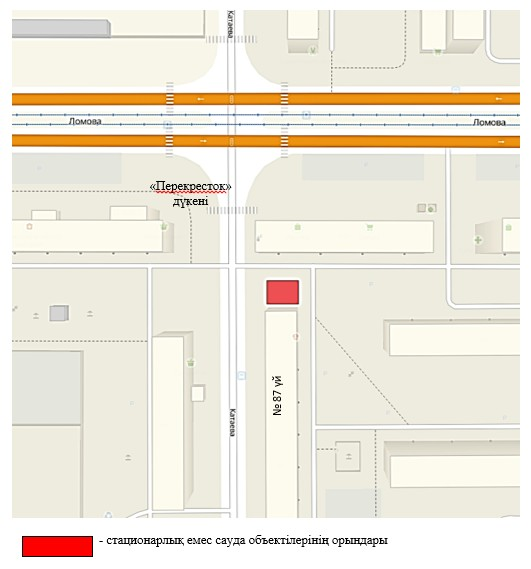 Катаева
Ломова
Ломова
«Перекресток»
дүкені
№ 87 үй
Катаева
- стационарлық емес сауда объектілерінің орындары